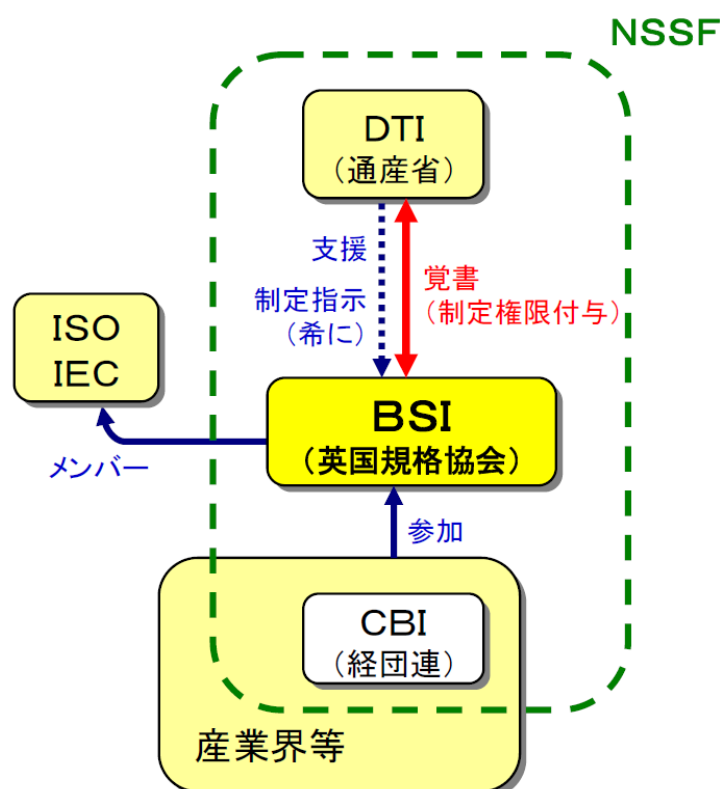 NSSF
DTI
(通産省)
支援
制定指示
(希に)
覚書
(制定権限付与)
ISO
IEC
BSI
(英国規格協会)
メンバー
参加
CBI
(経団連)
産業界等